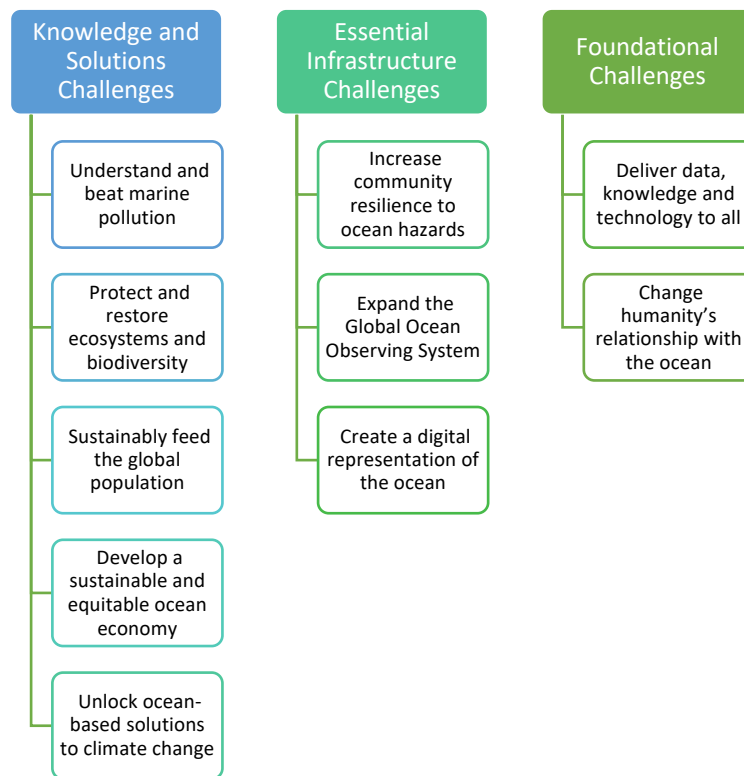 Knowledge and
Solutions
Challenges
Understand and
beat marine
pollution
Protect and
restore
ecosystems and
biodiversity
Sustainably feed
the global
population
Develop a
sustainable and
equitable ocean
economy
Unlock ocean-
based solutions
to climate change
Essential
Infrastructure
Challenges
Increase
community
resilience to
ocean hazards
Expand the
Global Ocean
Observing System
Create a digital
representation of
the ocean
Foundational
Challenges
Deliver data,
knowledge and
technology to all
Change
humanity’s
relationship with
the ocean